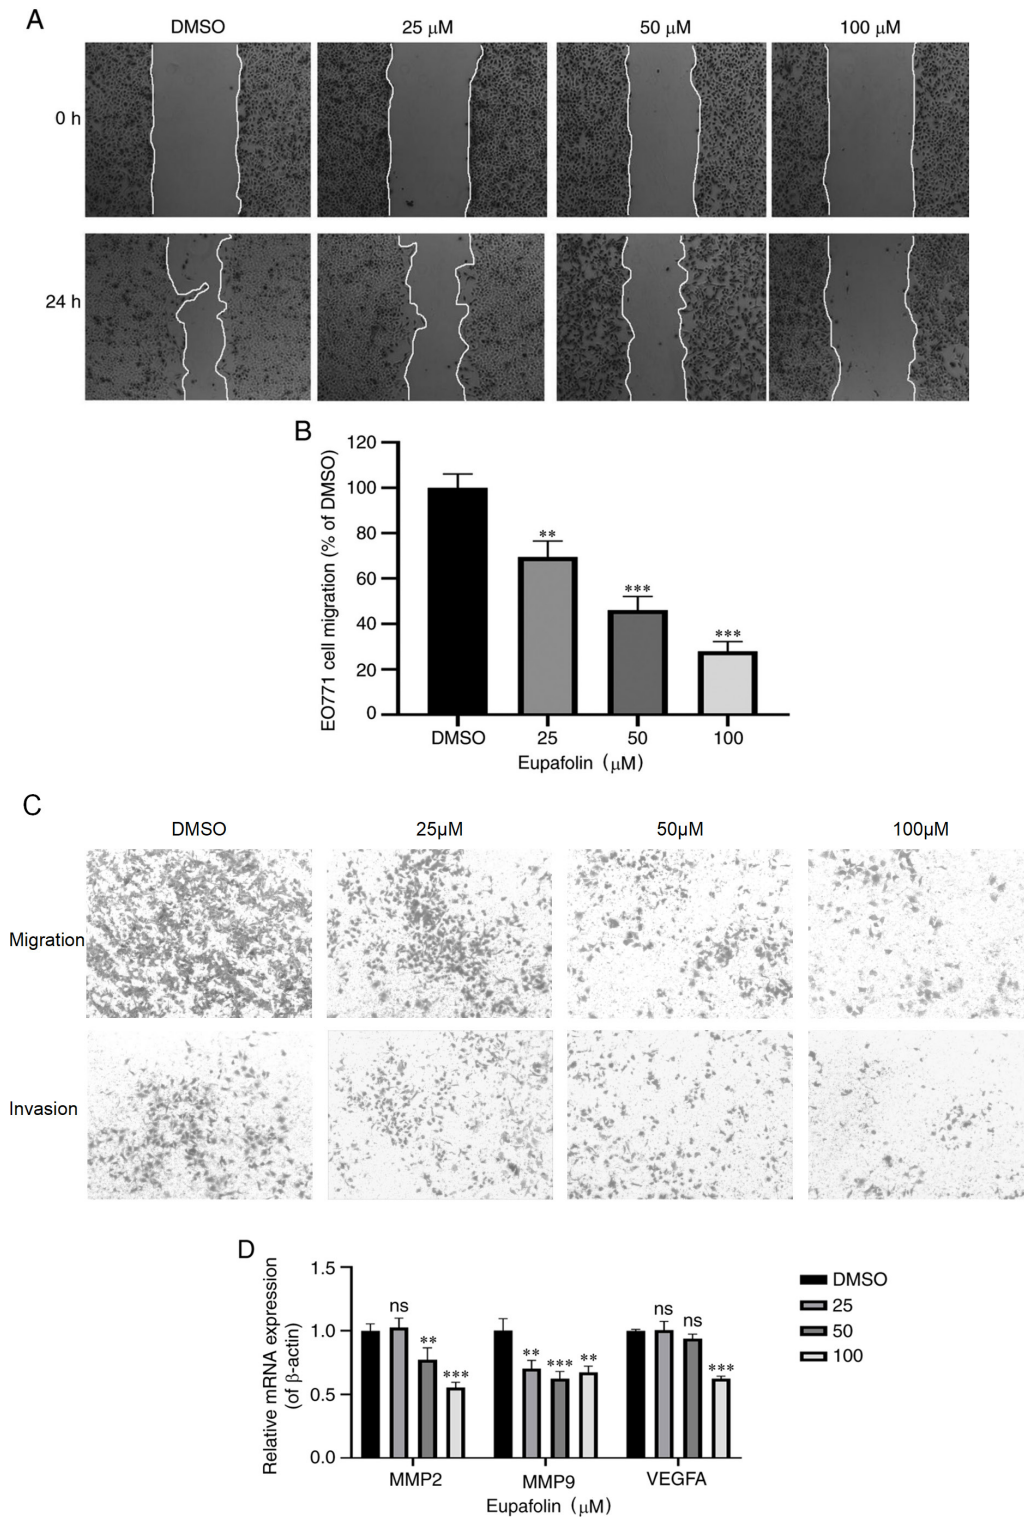 A
DMSO 25 μM 50 μM 100 μM
0 h
24 h
B
EO771 cell migration (% of DMSO)
120
100
80
60
40
20
0
**
***
***
DMSO 25 50 100
Eupafolin (μM)
C
DMSO 25μM 50μM 100μM
Migration
Invasion
D
Relative mRNA expression
(of β-actin)
1.5
1.0
0.5
0.0
ns ** ***
** *** **
ns ns ***
MMP2 MMP9 VEGFA
Eupafolin (μM)
DMSO
25
50
100